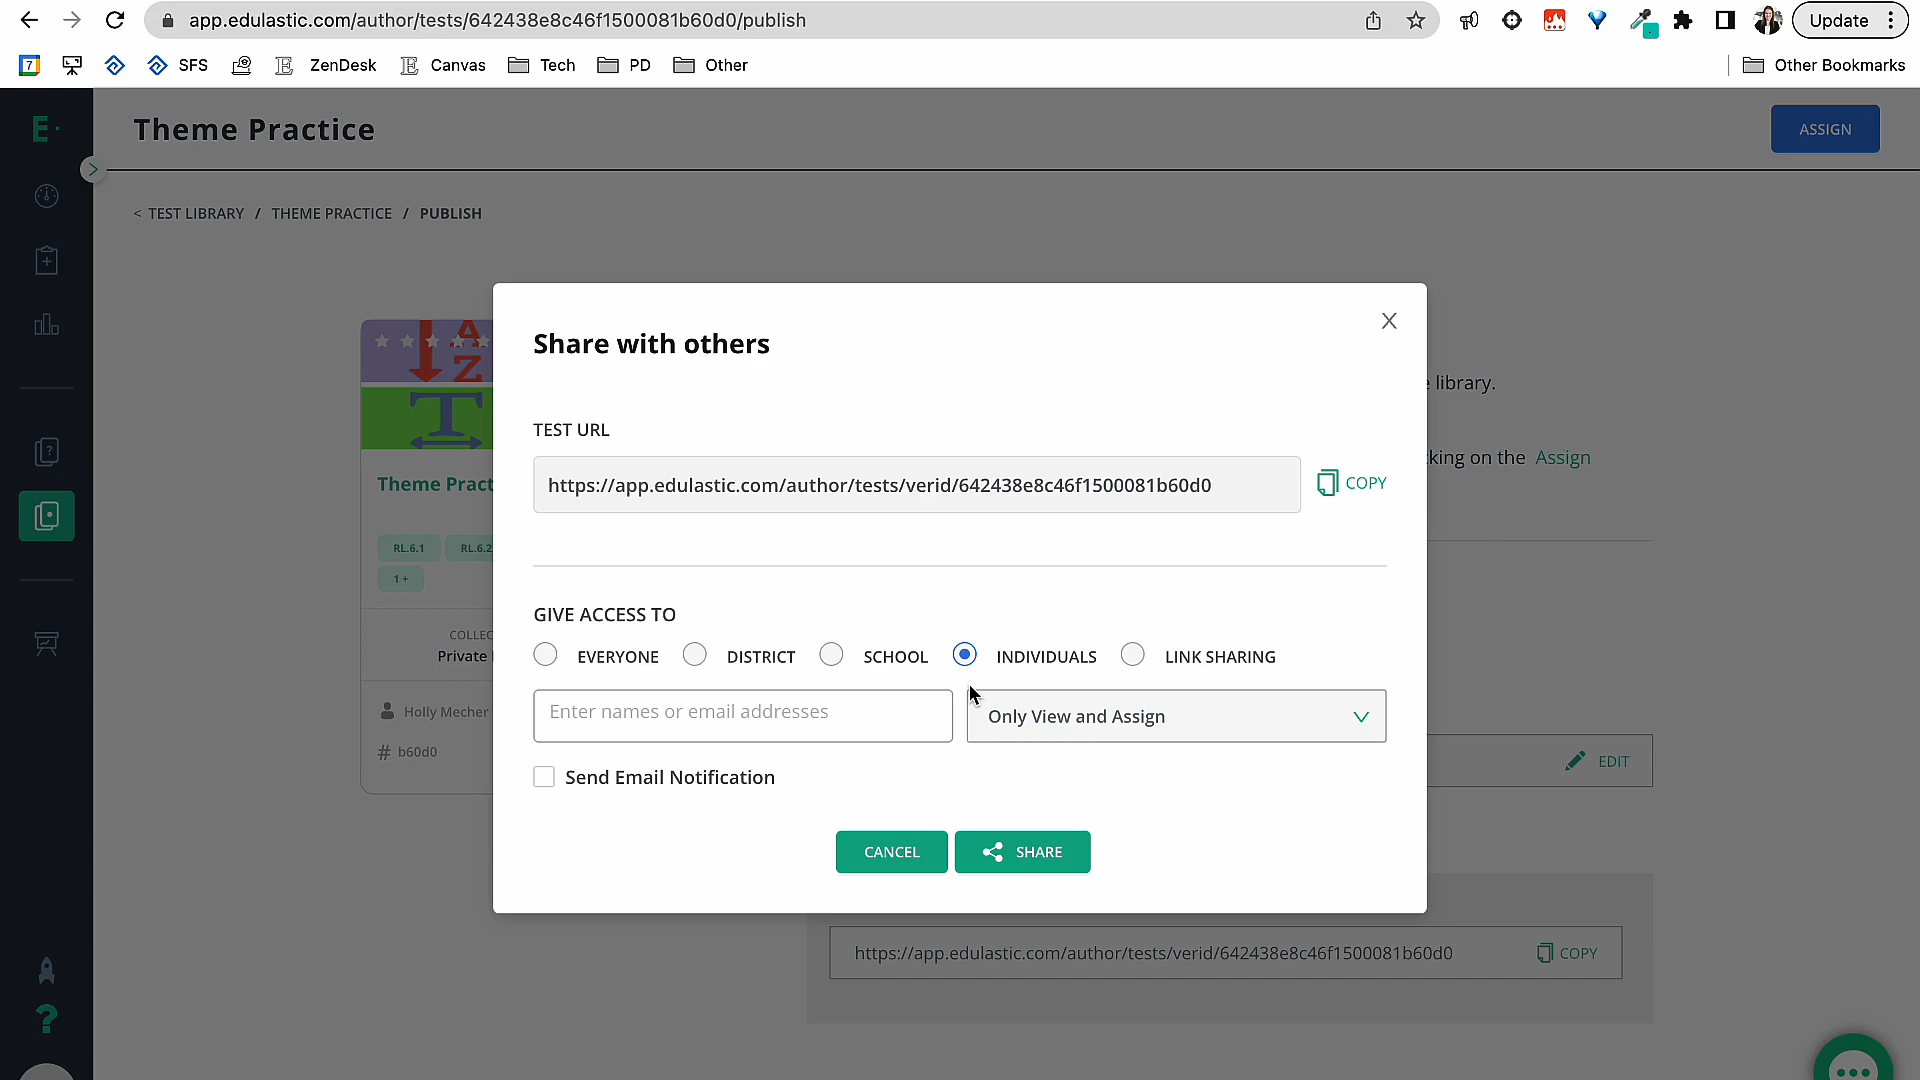 app.edulastic.com/author/tests/642438e8c46f1500081b60d0/publish
Update
7
SFS
ZenDesk
Canvas
Tech
PD
Other
Other Bookmarks
E
Theme Practice
ASSIGN
< TEST LIBRARY / THEME PRACTICE / PUBLISH
A
Z
T
Theme Pract
RL.6.1
RL.6.2
1 +
COLLEC
Private
Holly Mecher
# b60d0
Share with others
X
TEST URL
https://app.edulastic.com/author/tests/verid/642438e8c46f1500081b60d0
COPY
GIVE ACCESS TO
EVERYONE
DISTRICT
SCHOOL
INDIVIDUALS
LINK SHARING
Enter names or email addresses
Only View and Assign
Send Email Notification
CANCEL
SHARE
library.
king on the Assign
EDIT
https://app.edulastic.com/author/tests/verid/642438e8c46f1500081b60d0
COPY
?